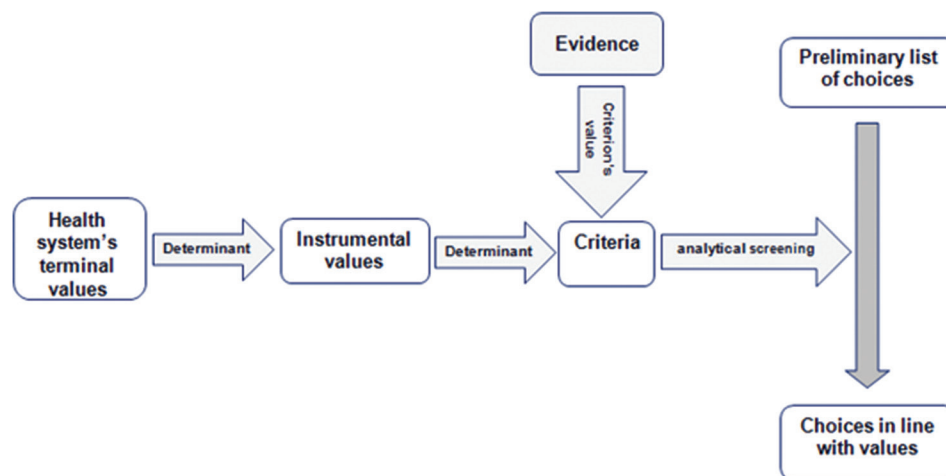 Evidence
Preliminary list
of choices
Criterion's
value
Health
system's
terminal
values
Determinant
Instrumental
values
Determinant
Criteria
analytical screening
Choices in line
with values